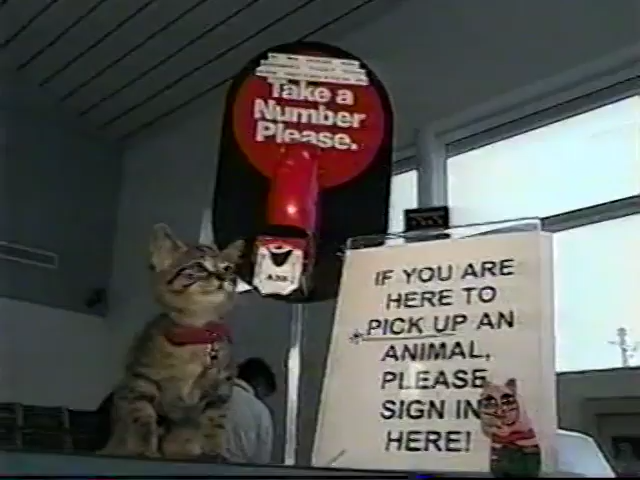 Take a
Number
Please.
IF YOU ARE
HERE TO
*PICK UP AN
ANIMAL,
PLEASE
SIGN IN
HERE!